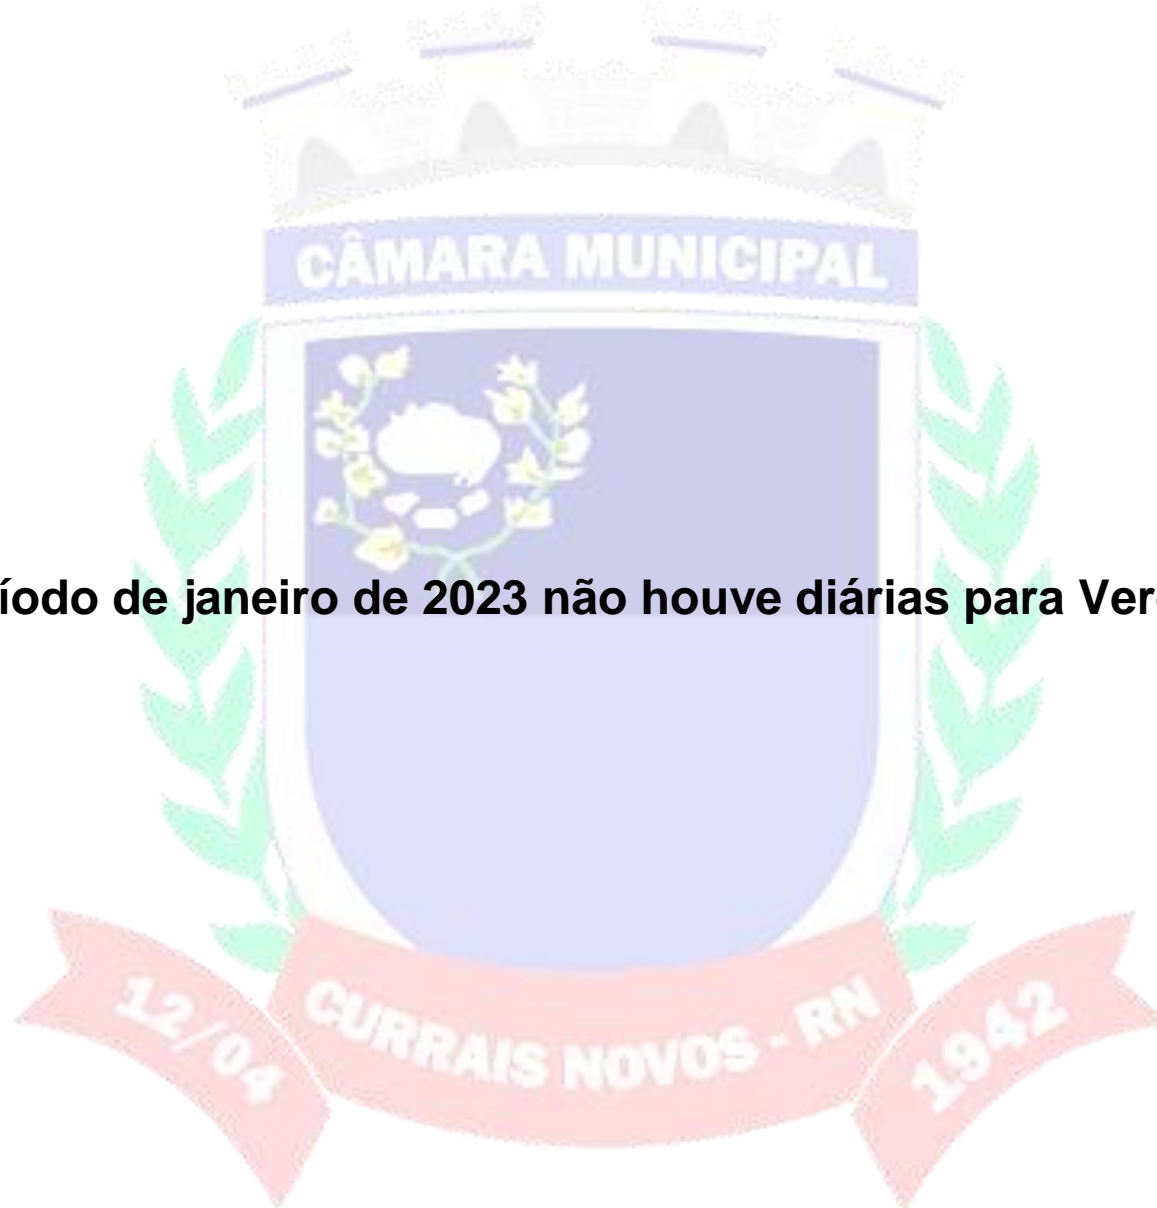 CÂMARA MUNICIPAL
íodo de janeiro de 2023 não houve diárias para Ver
12/04
CURRAIS NOVOS - RN
1942